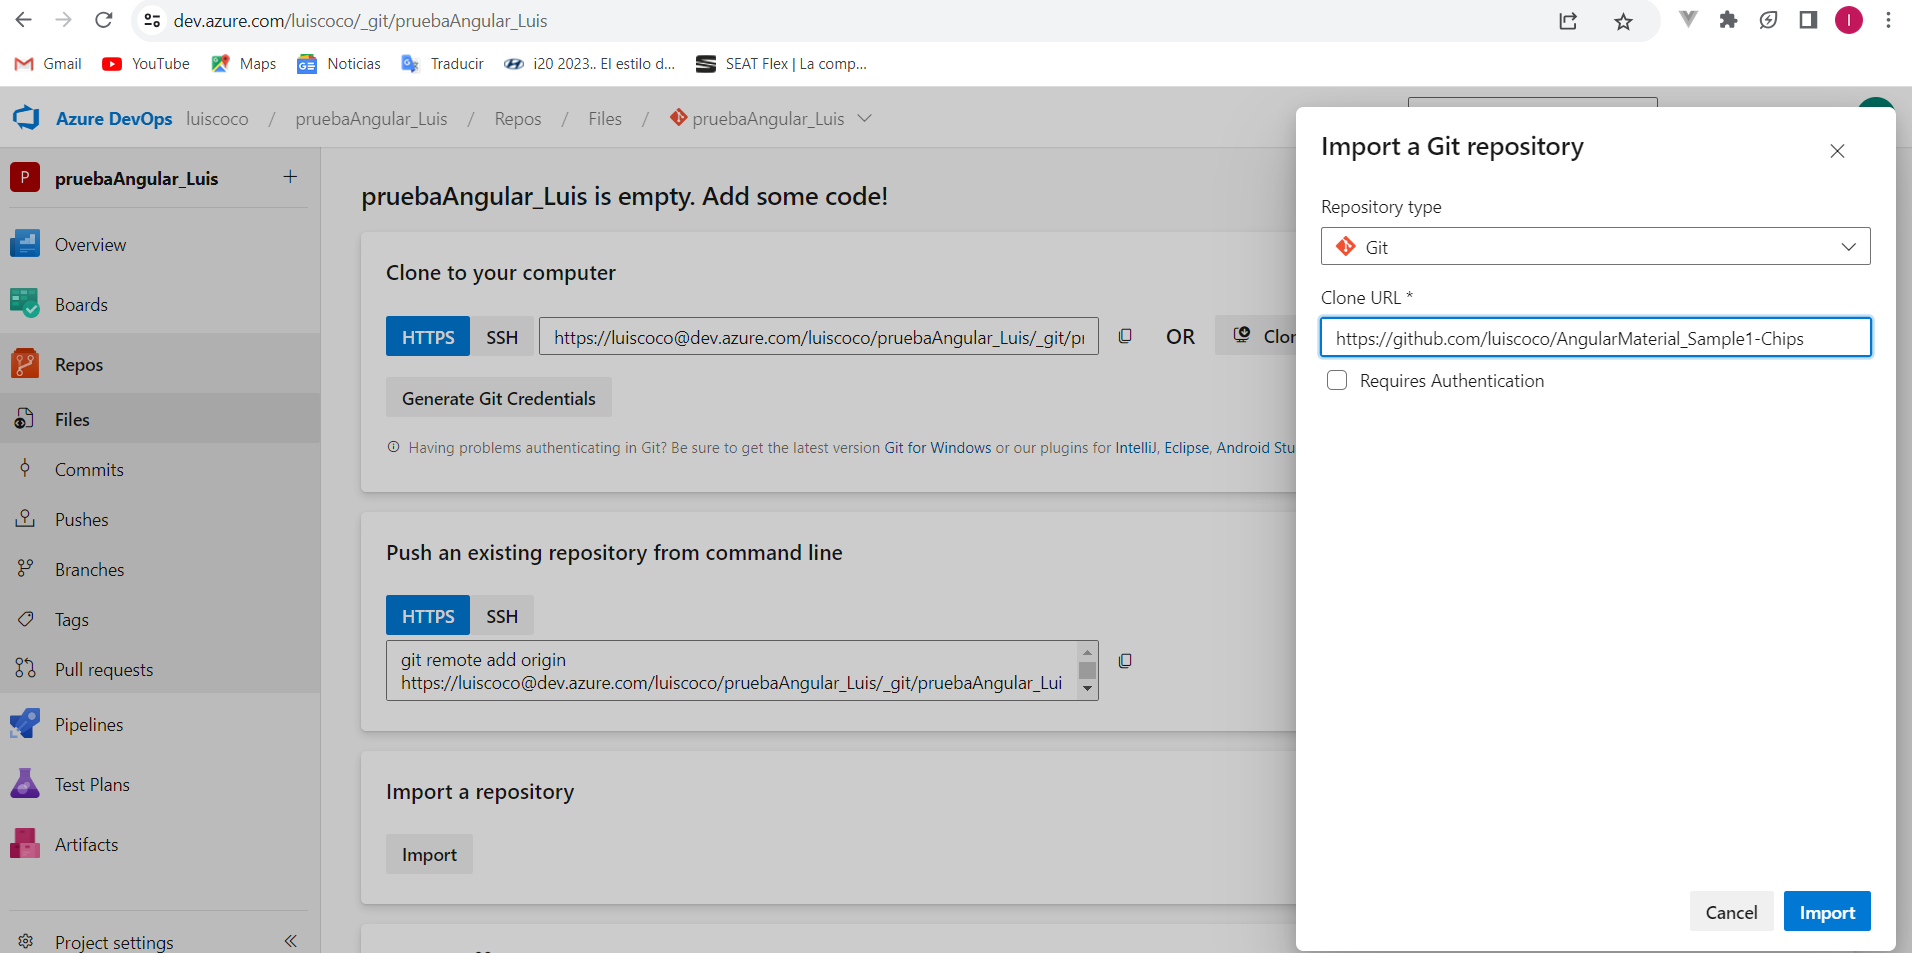 dev.azure.com/luiscoco/_git/pruebaAngular_Luis
I
Gmail
YouTube
Maps
Noticias
Traducir
i20 2023.. El estilo d...
SEAT Flex | La comp...
Azure DevOps luiscoco / pruebaAngular_Luis / Repos / Files / pruebaAngular_Luis
P pruebaAngular_Luis
Overview
Boards
Repos
Files
Commits
Pushes
Branches
Tags
Pull requests
Pipelines
Test Plans
Artifacts
Project settings
pruebaAngular_Luis is empty. Add some code!
Clone to your computer
HTTPS SSH https://luiscoco@dev.azure.com/luiscoco/pruebaAngular_Luis/_git/pr OR Clor
Generate Git Credentials
Having problems authenticating in Git? Be sure to get the latest version Git for Windows or our plugins for IntelliJ, Eclipse, Android Stu
Push an existing repository from command line
HTTPS SSH
git remote add origin
https://luiscoco@dev.azure.com/luiscoco/pruebaAngular_Luis/_git/pruebaAngular_Lui
Import a repository
Import
Import a Git repository
Repository type
Git
Clone URL *
https://github.com/luiscoco/AngularMaterial_Sample1-Chips
Requires Authentication
Cancel Import